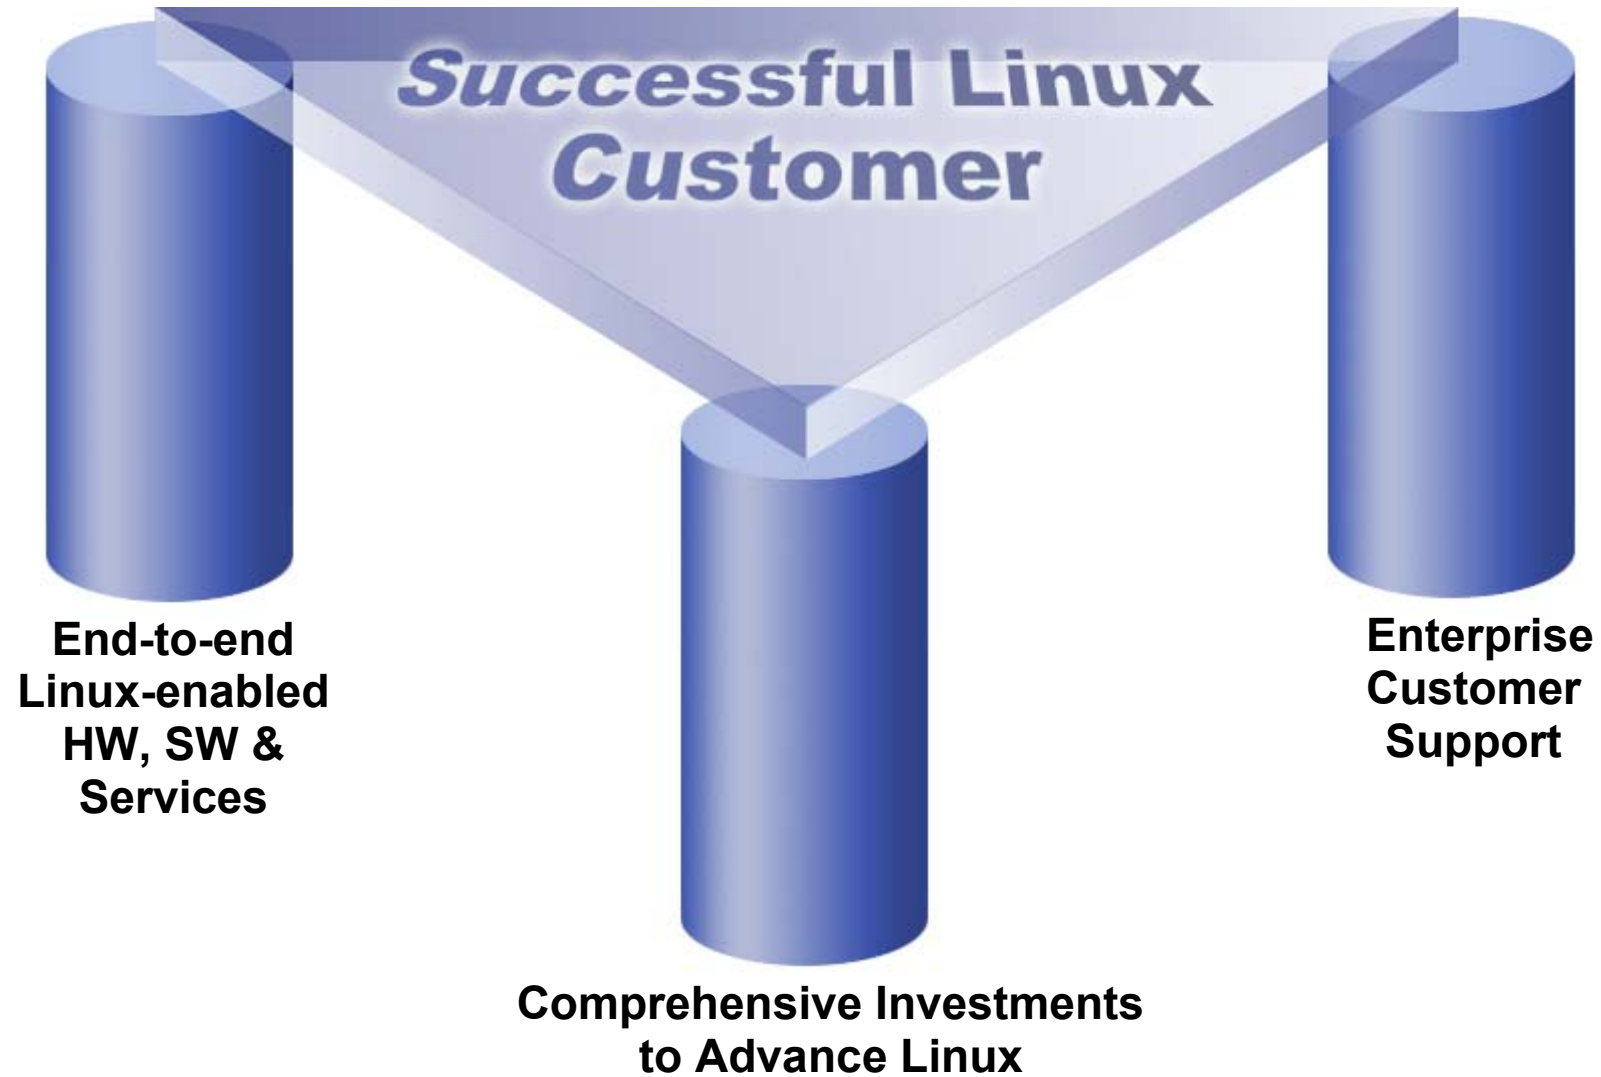 Successful Linux
Customer
End-to-end
Linux-enabled
HW, SW &
Services
Enterprise
Customer
Support
Comprehensive Investments
to Advance Linux